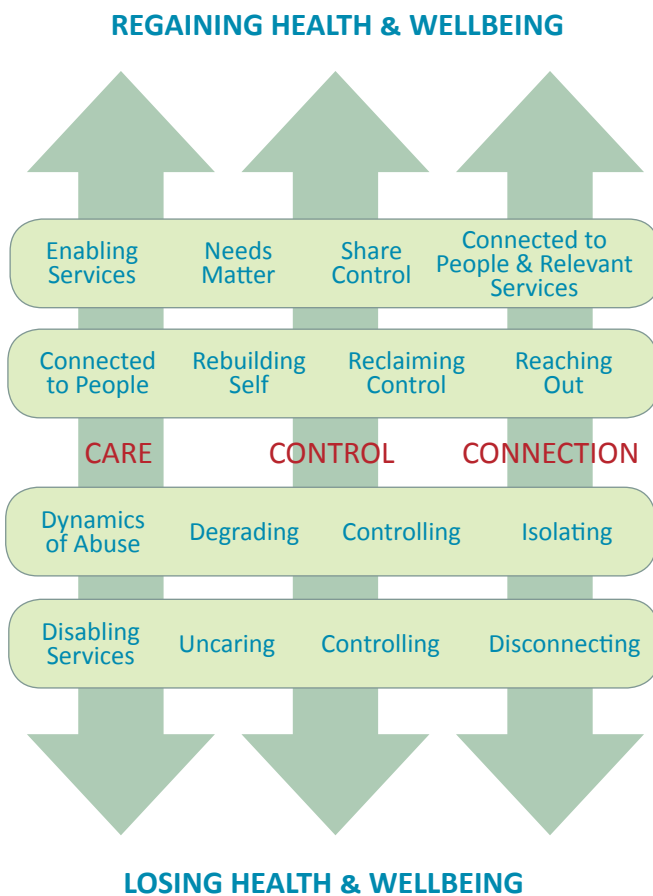 REGAINING HEALTH & WELLBEING
Enabling
Services
Needs
Matter
Share
Control
Connected to
People & Relevant
Services
Connected
to People
Rebuilding
Self
Reclaiming
Control
Reaching
Out
CARE
CONTROL
CONNECTION
Dynamics
of Abuse
Degrading
Controlling
Isolating
Disabling
Services
Uncaring
Controlling
Disconnecting
LOSING HEALTH & WELLBEING